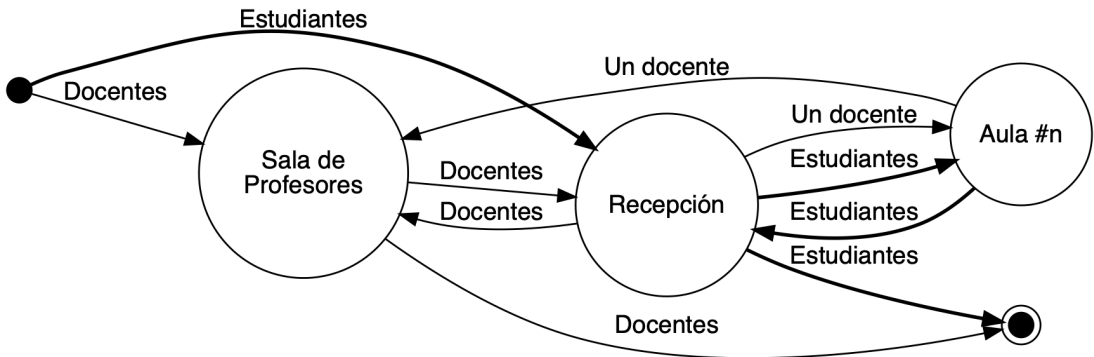 Estudiantes
Docentes
Un docente
Un docente
Aula #n
Sala de
Profesores
Docentes
Estudiantes
Recepción
Docentes
Estudiantes
Estudiantes
Docentes